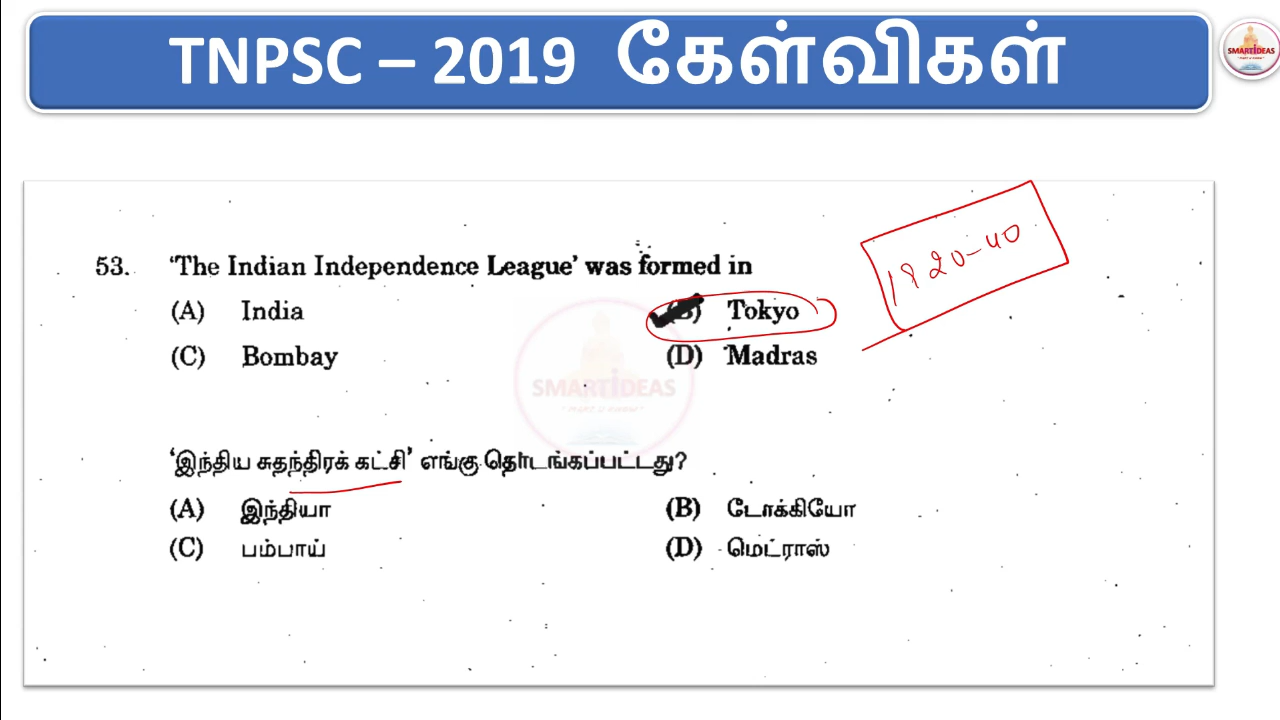 TNPSC – 2019 கேள்விகள்
SMARTIDEAS
1920-40
53. 'The Indian Independence League' was formed in
(A) India (B) Tokyo
(C) Bombay (D) Madras
SMARTIDEAS
'இந்திய சுதந்திரக் கட்சி' எங்கு தொடங்கப்பட்டது?
(A) இந்தியா (B) டோக்கியோ
(C) பம்பாய் (D) மெட்ராஸ்